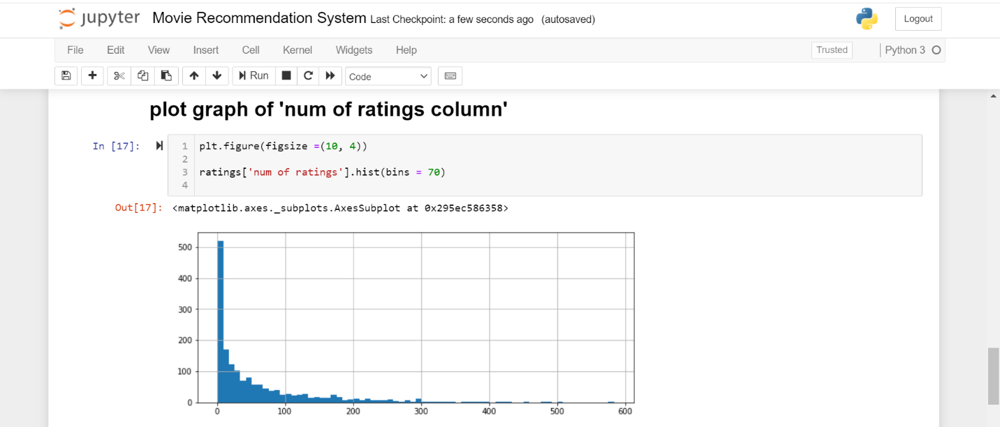 jupyter Movie Recommendation System Last Checkpoint: a few seconds ago (autosaved) Logout
File Edit View Insert Cell Kernel Widgets Help Trusted Python 3
Run Code
plot graph of 'num of ratings column'
In [17]: 1 plt.figure(figsize =(10, 4))
2
3 ratings['num of ratings'].hist(bins = 70)
4
Out[17]: <matplotlib.axes._subplots.AxesSubplot at 0x295ec586358>
500
400
300
200
100
0
0 100 200 300 400 500 600